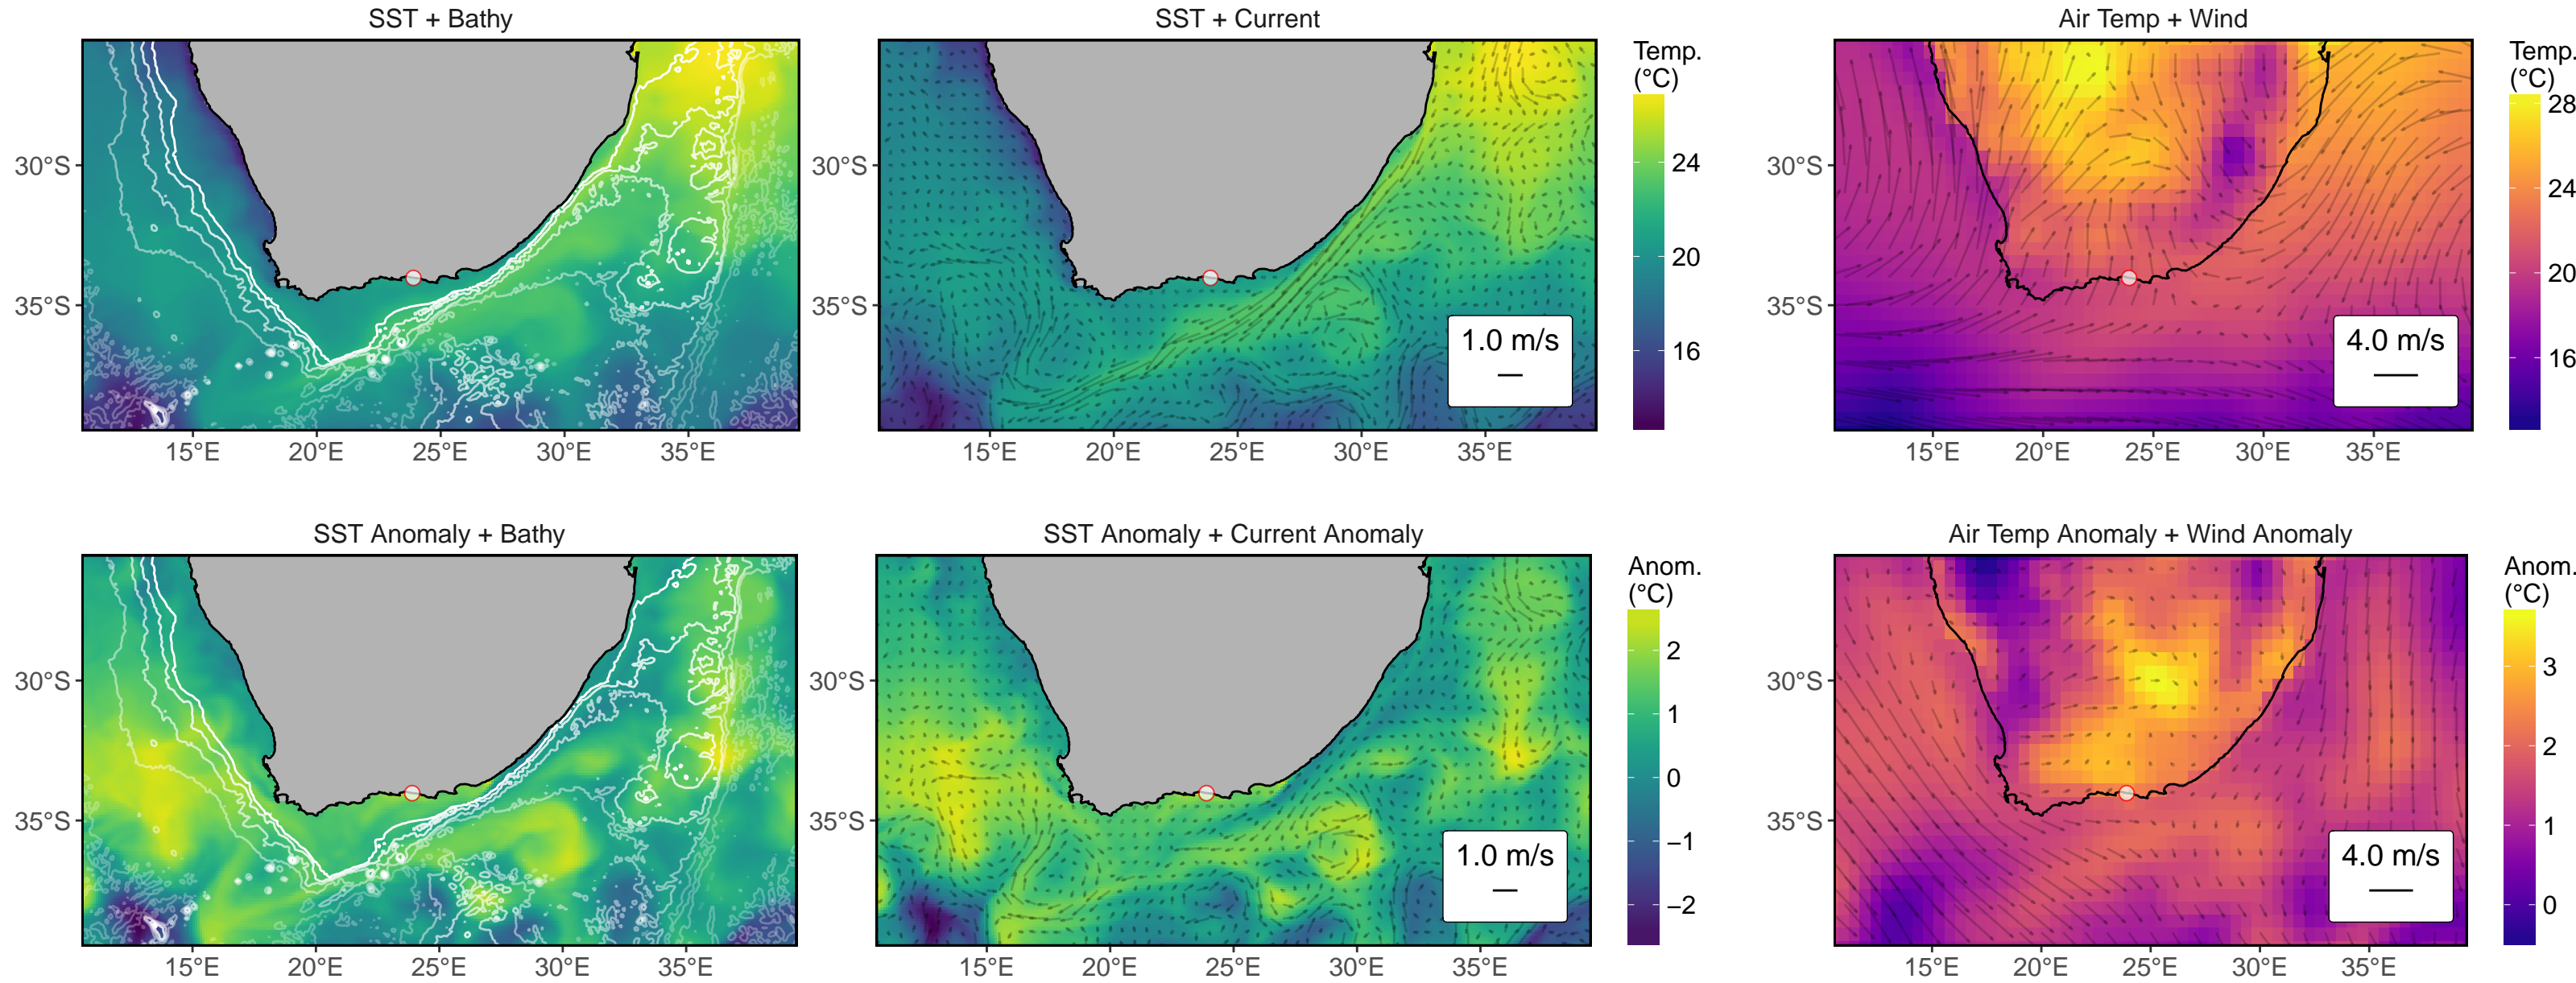 SST + Bathy
30°S
35°S
15°E 20°E 25°E 30°E 35°E
SST + Current
30°S
35°S
15°E 20°E 25°E 30°E 35°E
1.0 m/s
Temp.
(°C)
24
20
16
Air Temp + Wind
30°S
35°S
15°E 20°E 25°E 30°E 35°E
4.0 m/s
Temp.
(°C)
28
24
20
16
SST Anomaly + Bathy
30°S
35°S
15°E 20°E 25°E 30°E 35°E
SST Anomaly + Current Anomaly
30°S
35°S
15°E 20°E 25°E 30°E 35°E
1.0 m/s
Anom.
(°C)
2
1
0
−1
−2
Air Temp Anomaly + Wind Anomaly
30°S
35°S
15°E 20°E 25°E 30°E 35°E
4.0 m/s
Anom.
(°C)
3
2
1
0